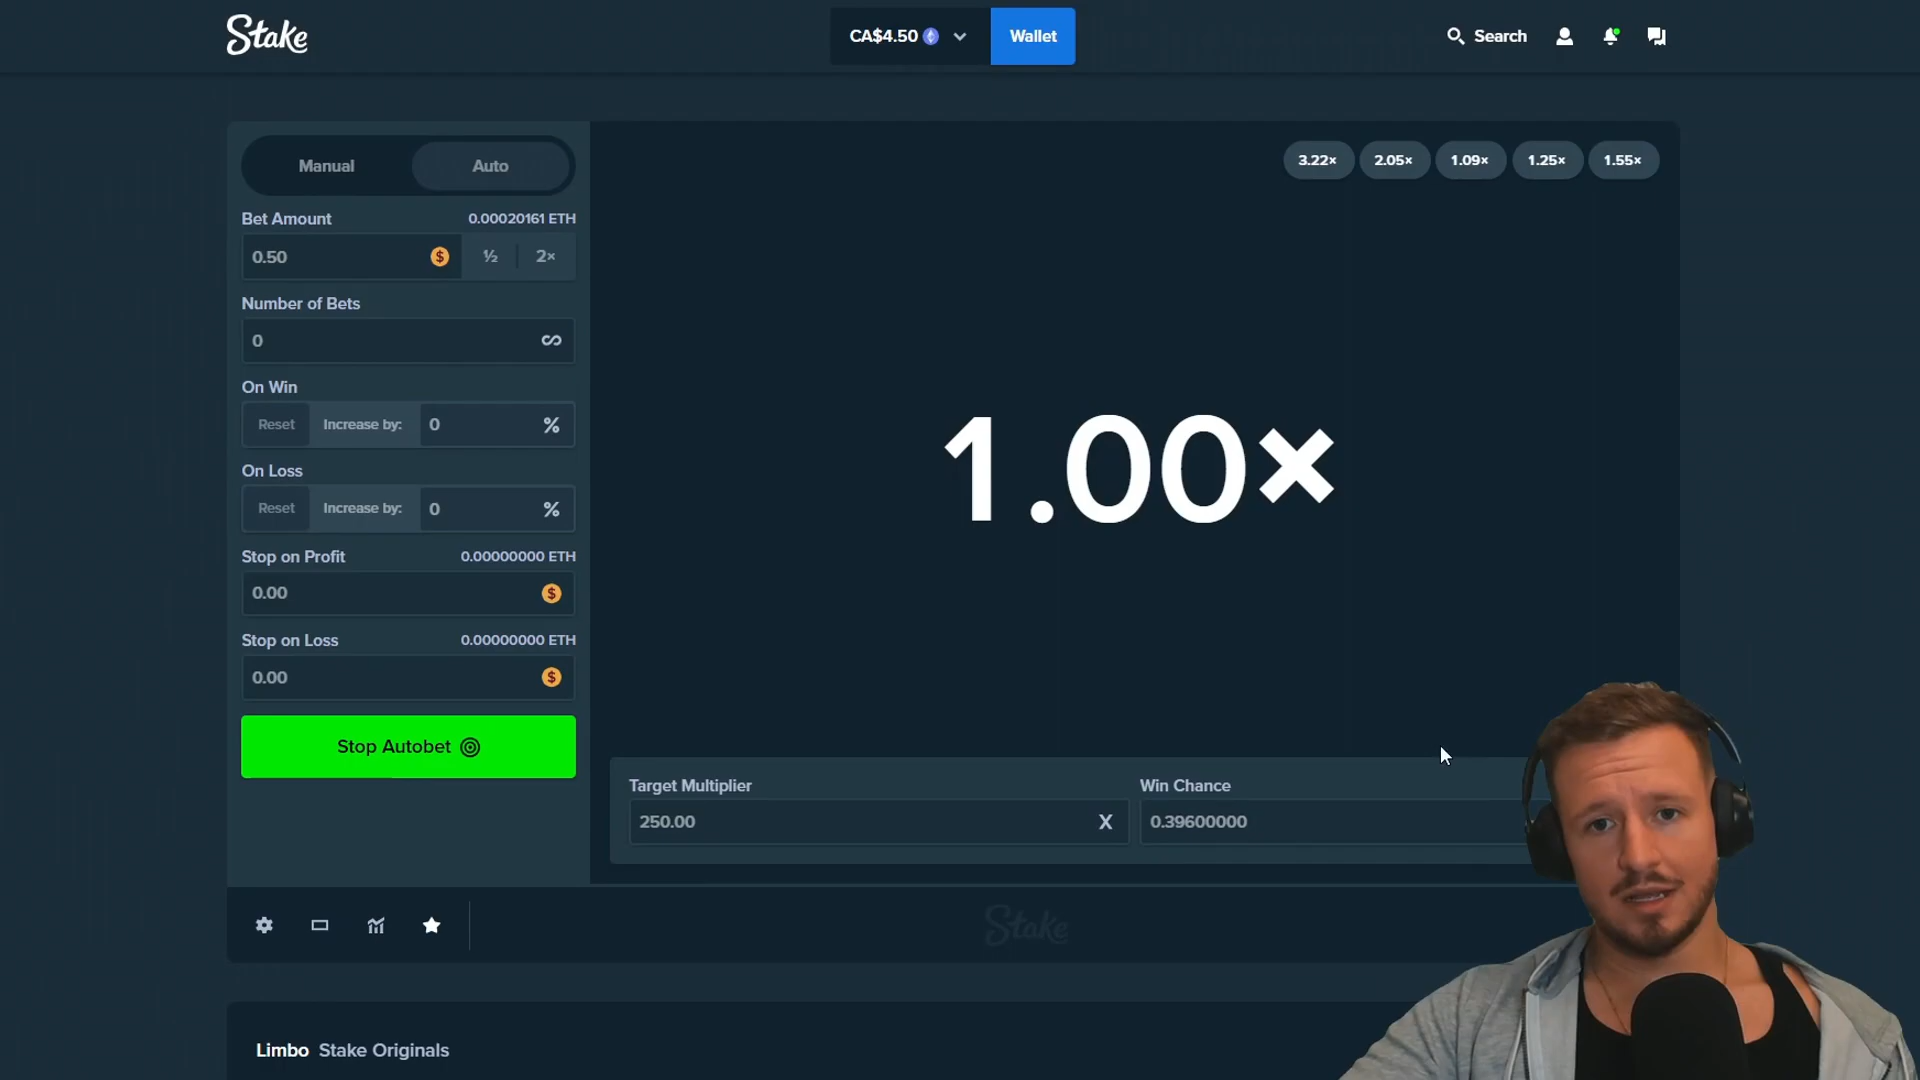 Stake
CA$4.50
Wallet
Search
Manual
Auto
3.22×
2.05×
1.09×
1.25×
1.55×
Bet Amount
0.00020161 ETH
0.50
$
½
2×
Number of Bets
0
∞
On Win
Reset
Increase by:
0
%
On Loss
Reset
Increase by:
0
%
1.00×
Stop on Profit
0.00000000 ETH
0.00
$
Stop on Loss
0.00000000 ETH
0.00
$
Stop Autobet
Target Multiplier
250.00
X
Win Chance
0.39600000
Stake
Limbo Stake Originals